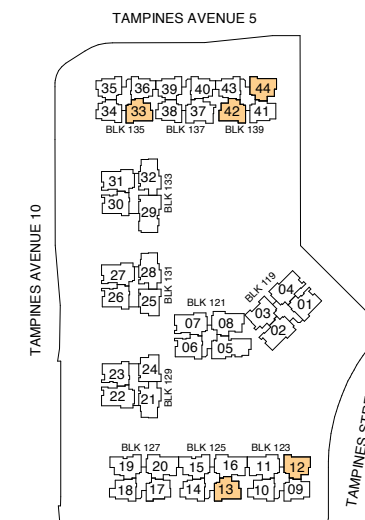 TAMPINES AVENUE 5
35 36 39 40 43 44
34 33 38 37 42 41
BLK 135 BLK 137 BLK 139
31 32
30 29
BLK 133
TAMPINES AVENUE 10
27 28
26 25
BLK 131
BLK 119
04
03 01
02
BLK 121
07 08
06 05
23 24
22 21
BLK 129
BLK 127 BLK 125 BLK 123
19 20 15 16 11 12
18 17 14 13 10 09
TAMPINES